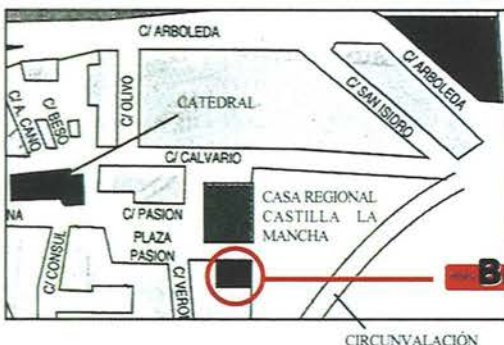 C/ ARBOLEDA
C/ ARBOLEDA
C/ SAN ISIDRO
C/ OLIVO
C/ BESO
C/ A. CANO
CATEDRAL
C/ CALVARIO
CASA REGIONAL
CASTILLA LA
MANCHA
NA
C/ PASION
PLAZA
PASION
C/ CONSUL
C/ VERON
B
CIRCUNVALACIÓN